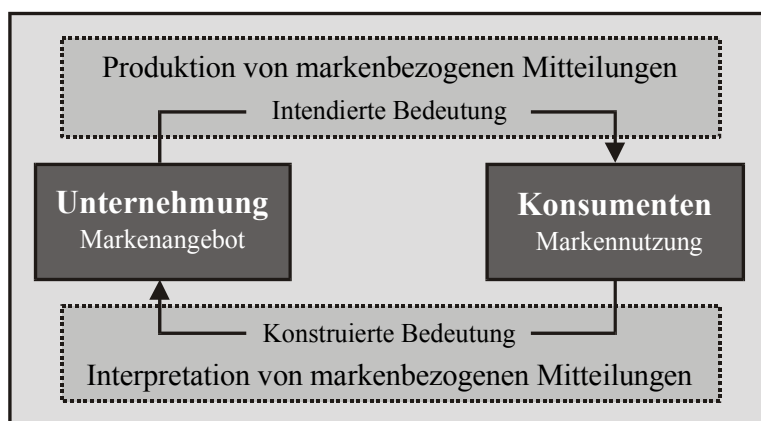 Produktion von markenbezogenen Mitteilungen
Intendierte Bedeutung
Unternehmung
Markenangebot
Konsumenten
Markennutzung
Konstruierte Bedeutung
Interpretation von markenbezogenen Mitteilungen